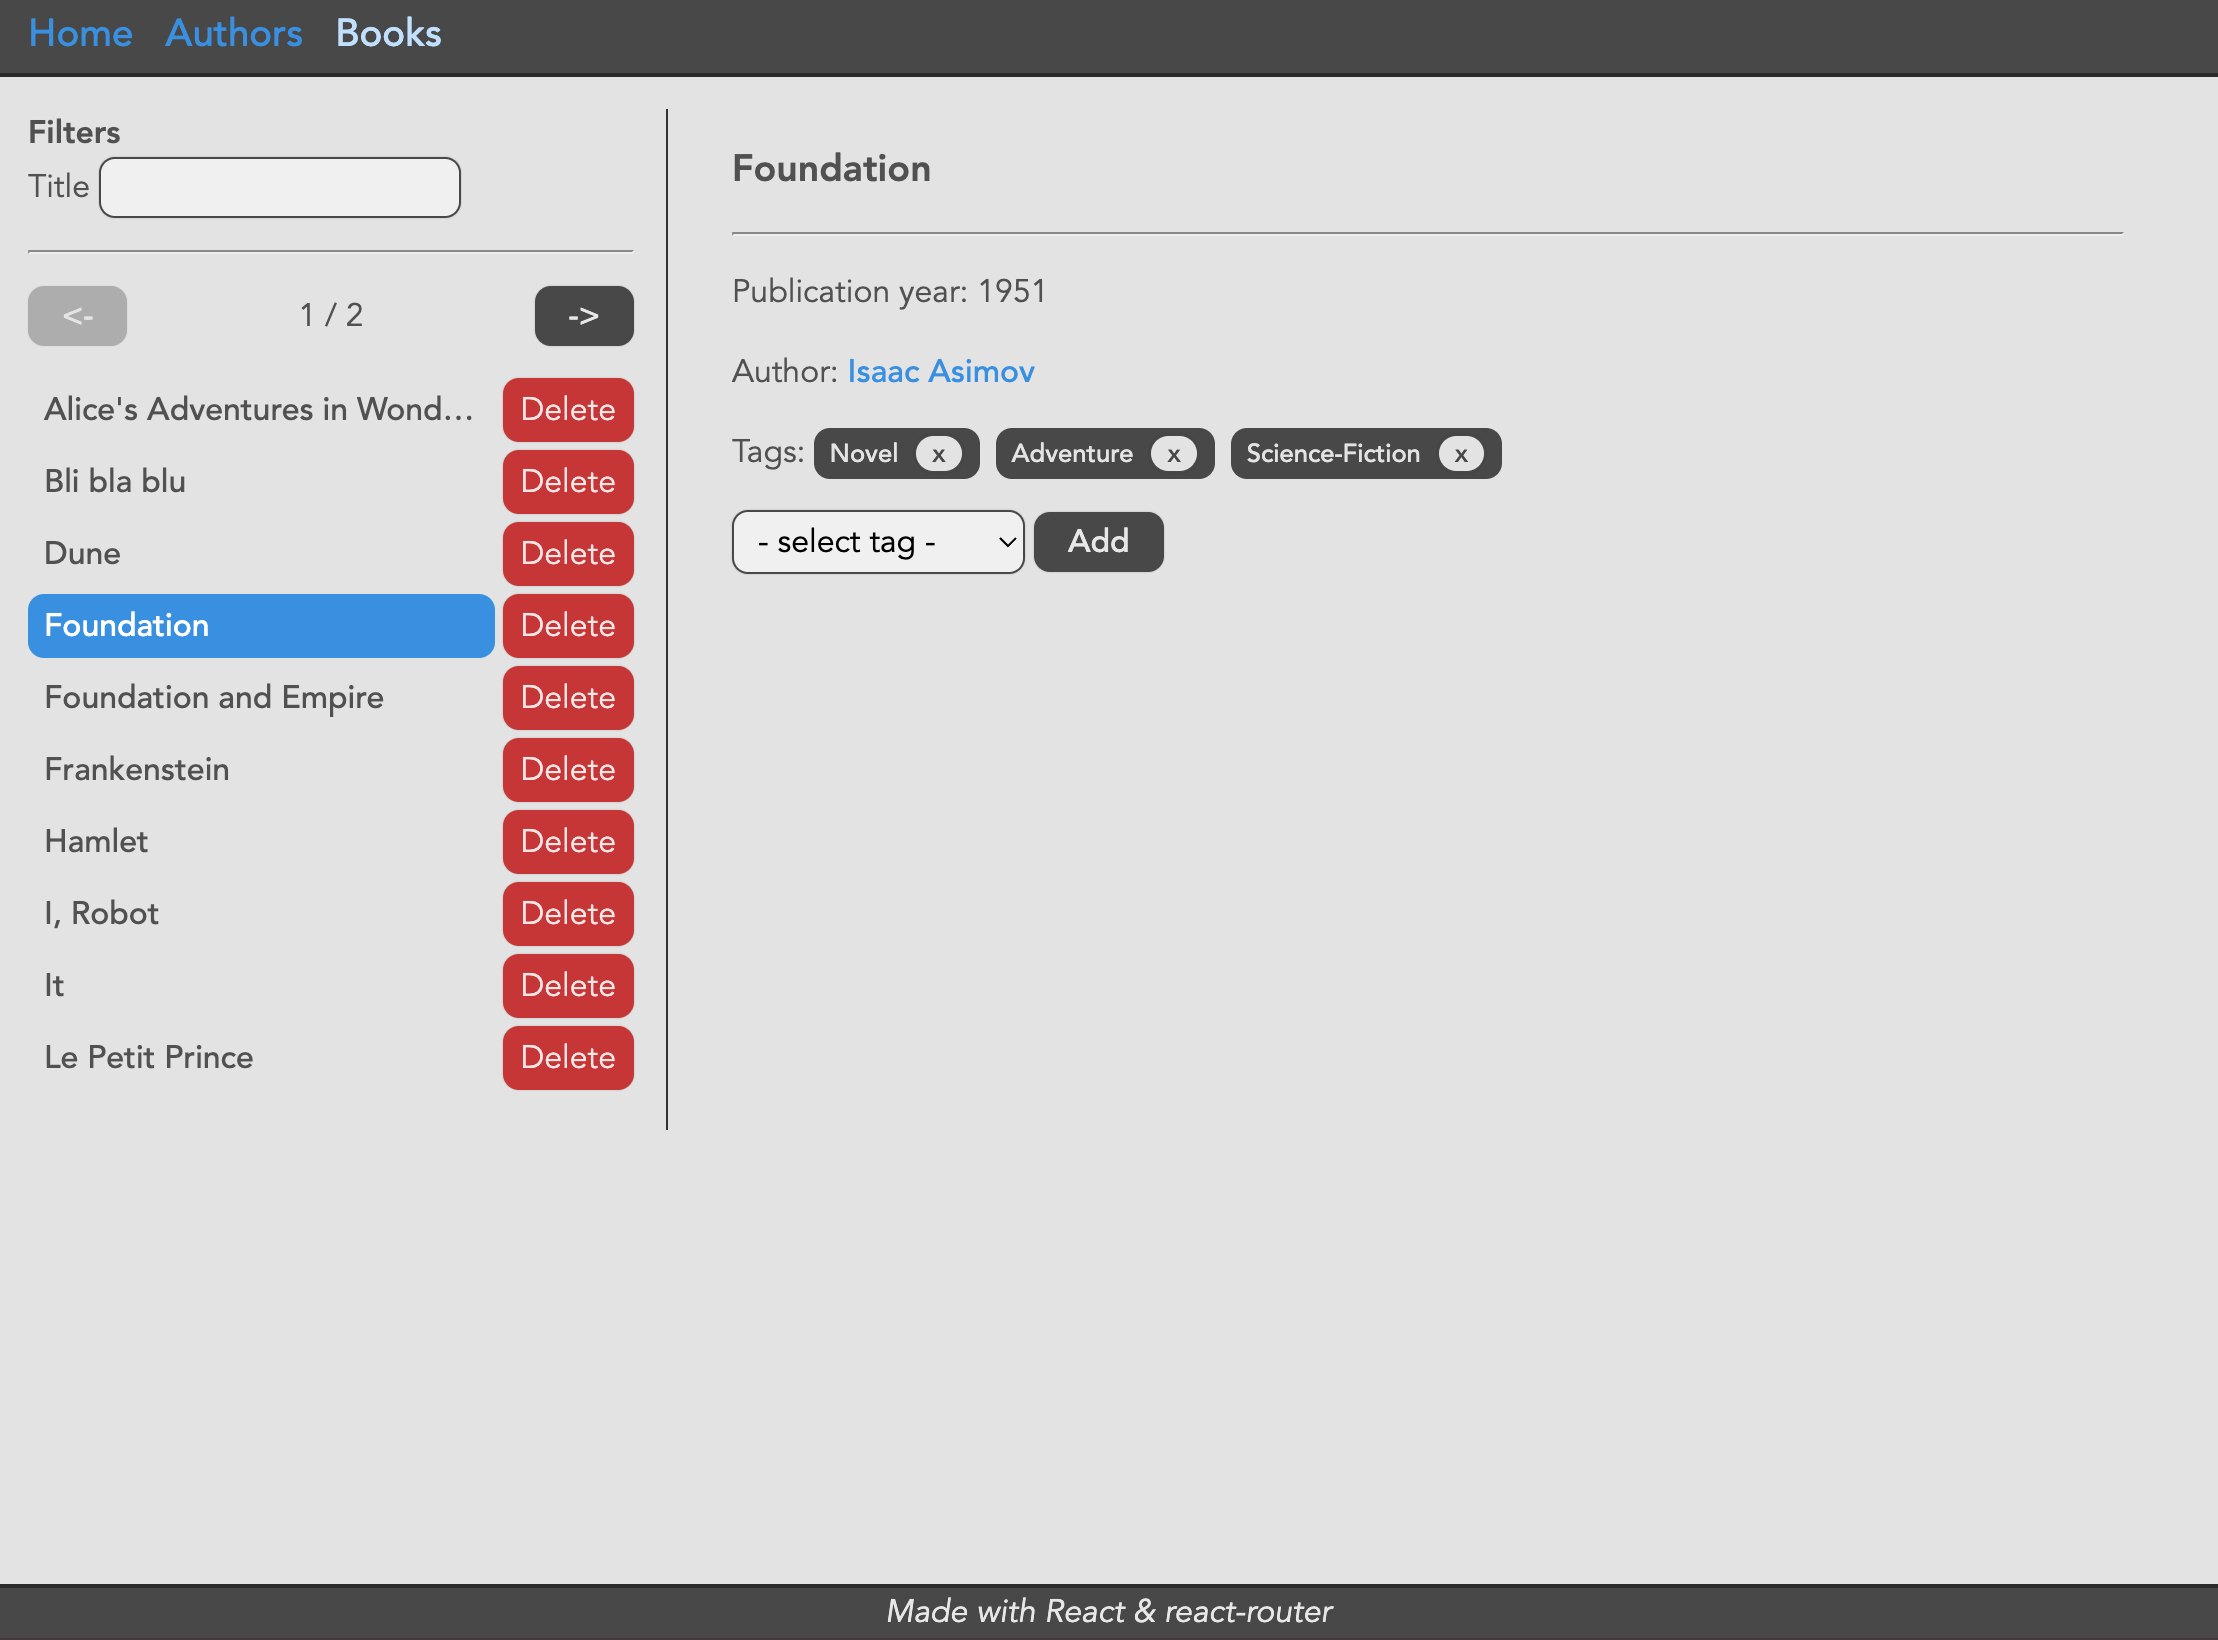 Home Authors Books
Filters
Title
<- 1 / 2 ->
Alice's Adventures in Wond... Delete
Bli bla blu Delete
Dune Delete
Foundation Delete
Foundation and Empire Delete
Frankenstein Delete
Hamlet Delete
I, Robot Delete
It Delete
Le Petit Prince Delete
Foundation
Publication year: 1951
Author: Isaac Asimov
Tags: Novel x Adventure x Science-Fiction x
- select tag - Add
Made with React & react-router